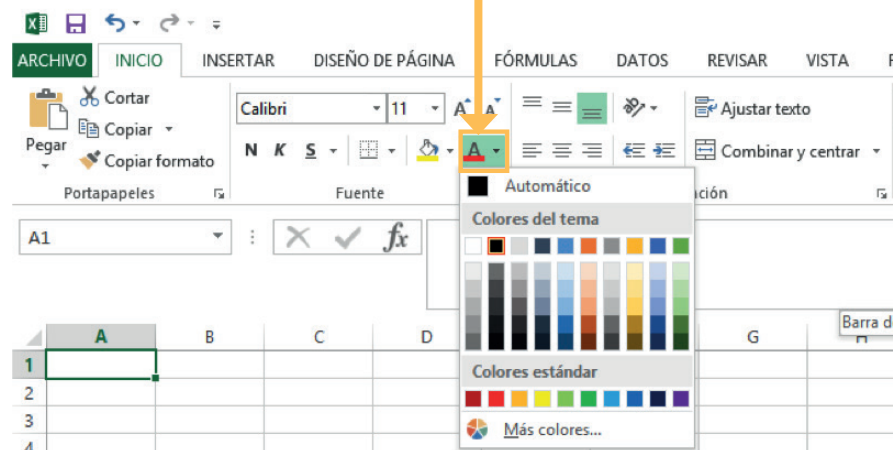 ARCHIVO INICIO INSERTAR DISEÑO DE PÁGINA FÓRMULAS DATOS REVISAR VISTA
Cortar
Copiar
Copiar formato
Pegar
Portapapeles
Calibri 11 A A
N K S A
Fuente
Ajustar texto
Combinar y centrar
ación
Automático
Colores del tema
Colores estándar
Más colores...
A1 fx
Barra d
A B C D G H
1
2
3
4